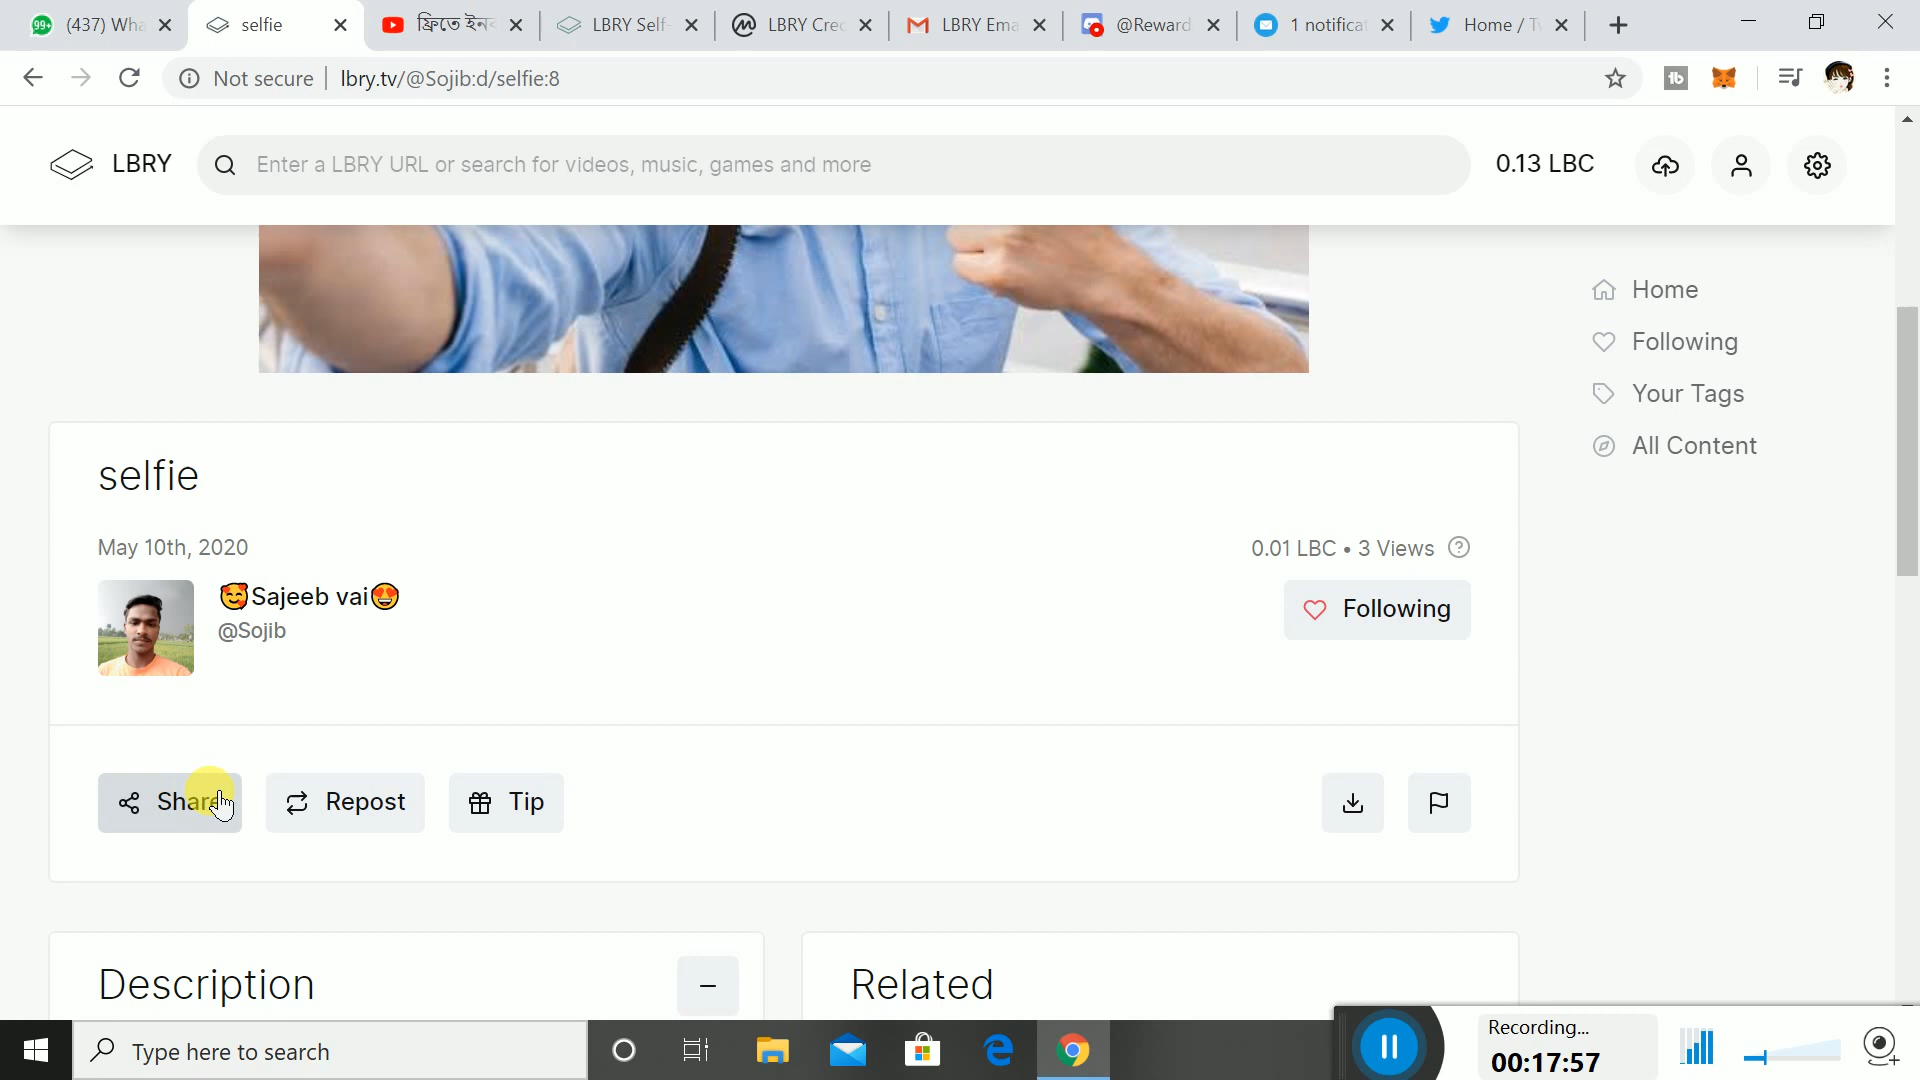 99+ (437) Wha
selfie
ফ্রিতে ইন
LBRY Self-
LBRY Cre
LBRY Ema
@Reward
1 notificat
Home / T
Not secure
lbry.tv/@Sojib:d/selfie:8
LBRY
Enter a LBRY URL or search for videos, music, games and more
0.13 LBC
Home
Following
Your Tags
All Content
selfie
May 10th, 2020
0.01 LBC • 3 Views
🥰Sajeeb vai😍
@Sojib
Following
Share
Repost
Tip
Description
Related
Type here to search
Recording...
00:17:57